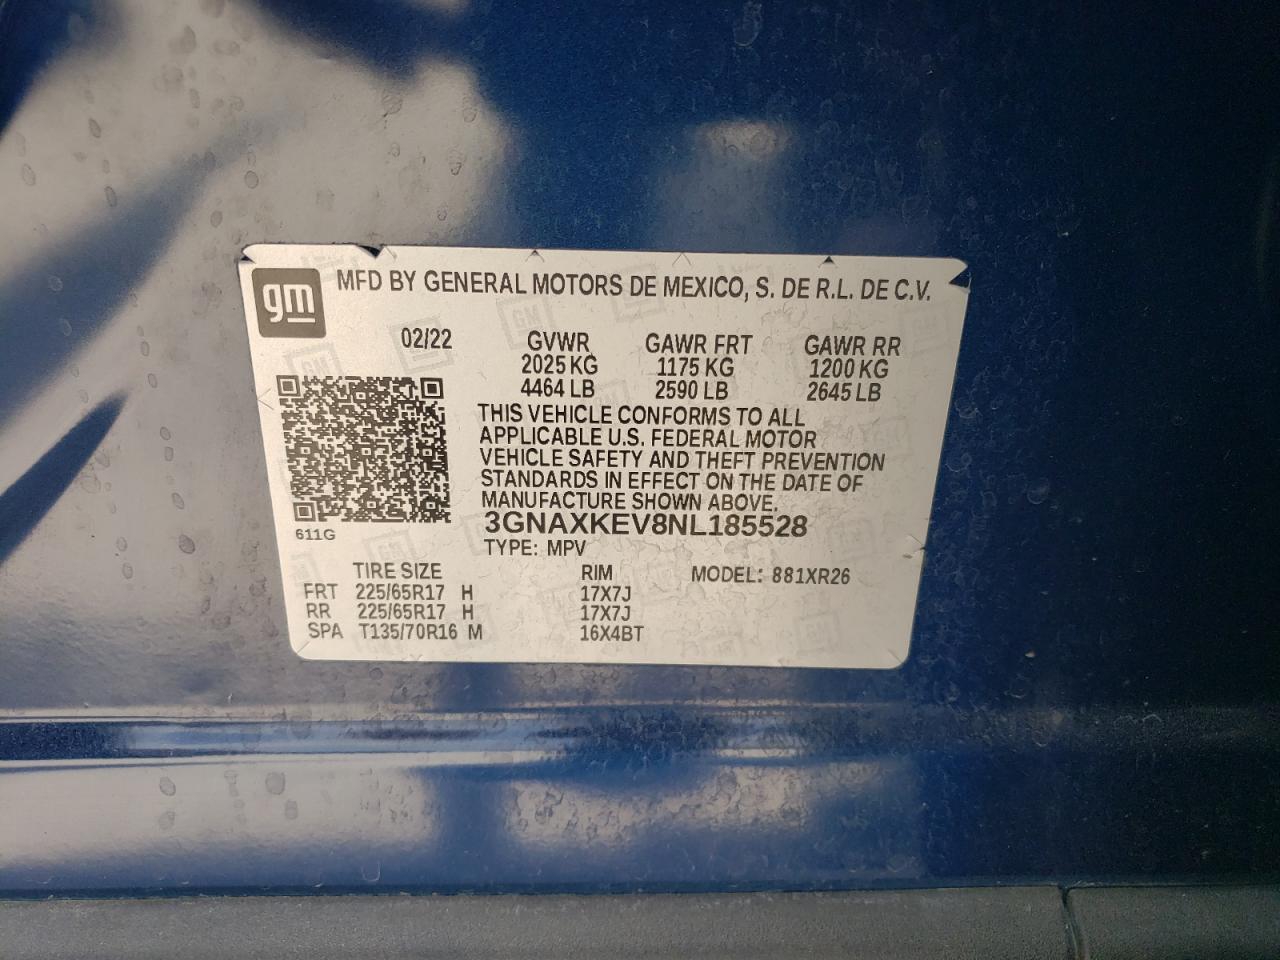 gm MFD BY GENERAL MOTORS DE MEXICO, S. DE R.L. DE C.V.
02/22 GVWR GAWR FRT GAWR RR
2025 KG 1175 KG 1200 KG
4464 LB 2590 LB 2645 LB
THIS VEHICLE CONFORMS TO ALL
APPLICABLE U.S. FEDERAL MOTOR
VEHICLE SAFETY AND THEFT PREVENTION
STANDARDS IN EFFECT ON THE DATE OF
MANUFACTURE SHOWN ABOVE.
611G 3GNAXKEV8NL185528
TYPE: MPV
TIRE SIZE RIM MODEL: 881XR26
FRT 225/65R17 H 17X7J
RR 225/65R17 H 17X7J
SPA T135/70R16 M 16X4BT